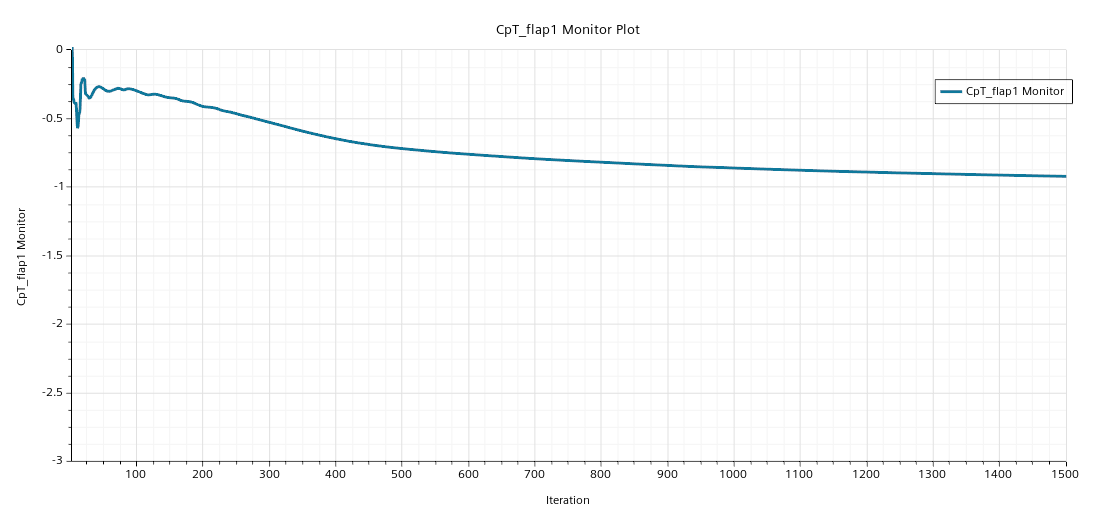 CpT_flap1 Monitor Plot
CpT_flap1 Monitor
0
-0.5
-1
-1.5
-2
-2.5
-3
CpT_flap1 Monitor
100 200 300 400 500 600 700 800 900 1000 1100 1200 1300 1400 1500
Iteration